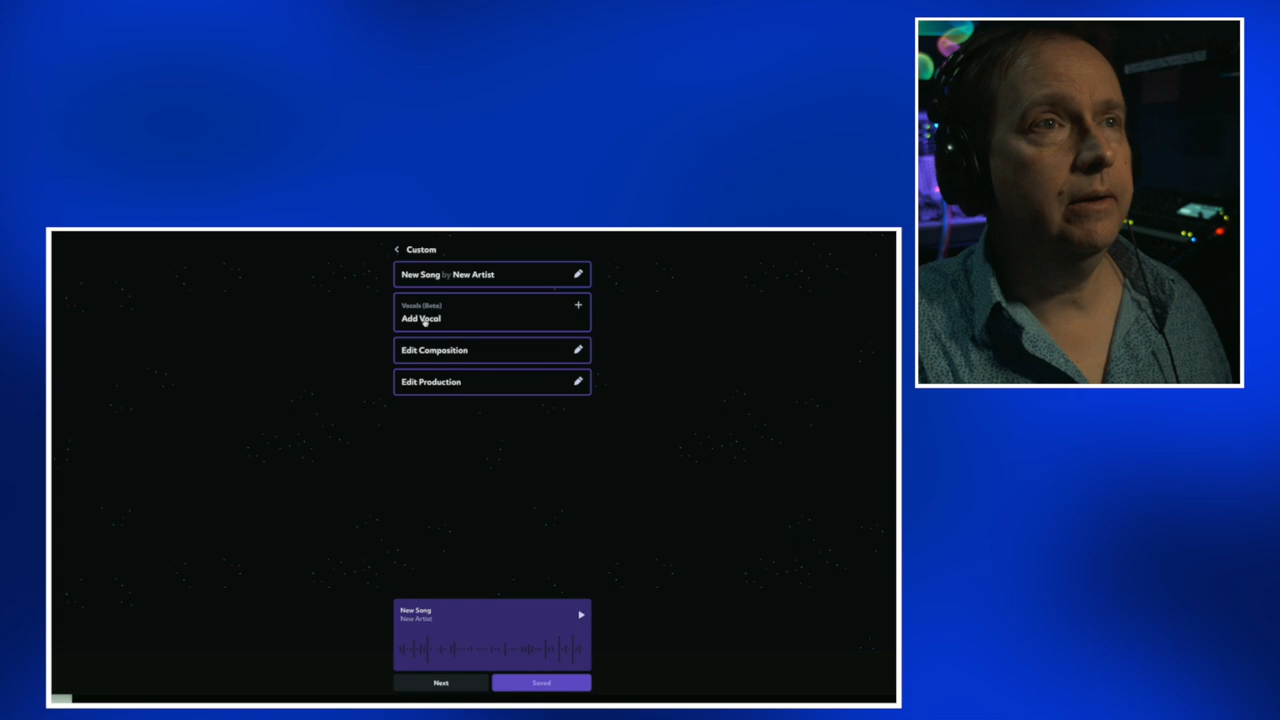 Custom
New Song by New Artist
Vocals (Beta)
Add Vocal
Edit Composition
Edit Production
New Song
New Artist
Next
Saved